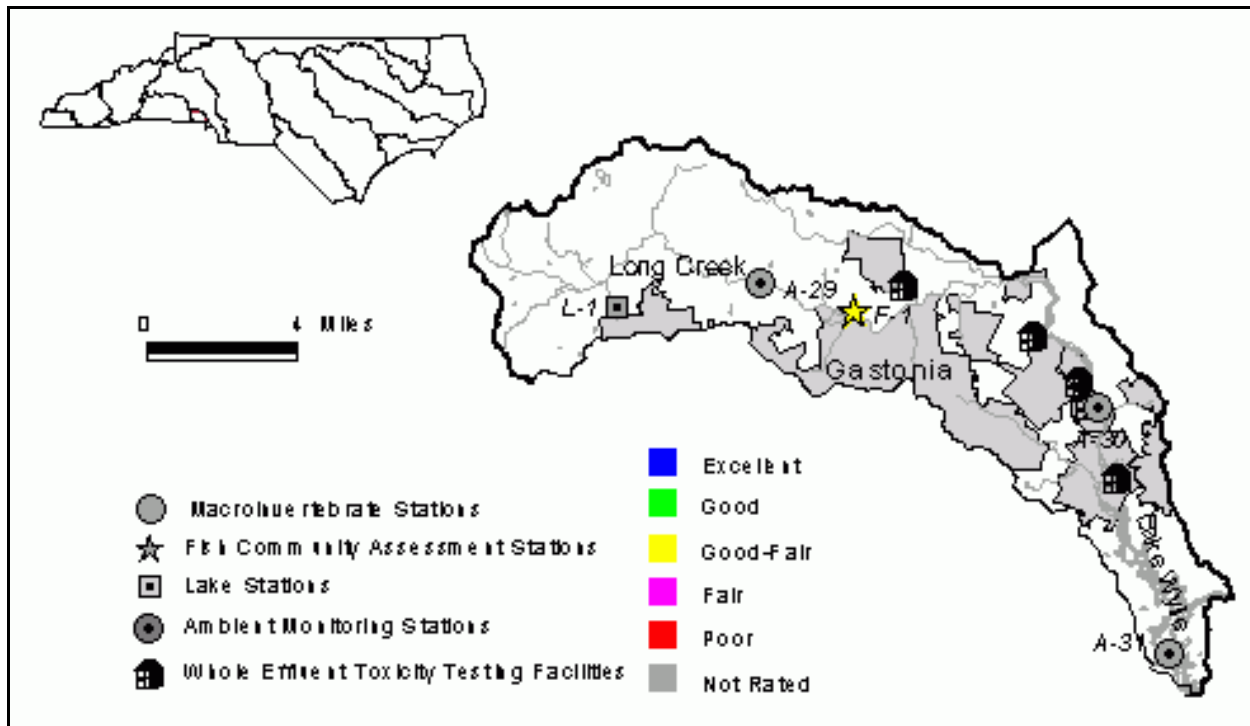 Long Creek
A-29
L-1
F-1
0 4 Miles
Gastonia
A-30
Lake Wylie
A-31
Macroinvertebrate Stations
Fish Community Assessment Stations
Lake Stations
Ambient Monitoring Stations
Whole Effluent Toxicity Testing Facilities
Excellent
Good
Good-Fair
Fair
Poor
Not Rated